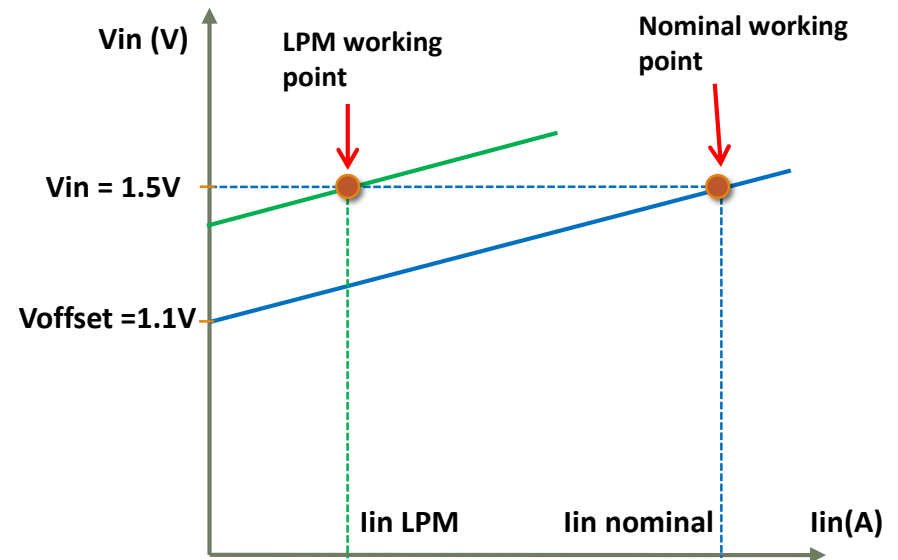 Vin (V)
LPM working
point
Nominal working
point
Vin = 1.5V
Voffset =1.1V
Iin LPM
Iin nominal
Iin(A)